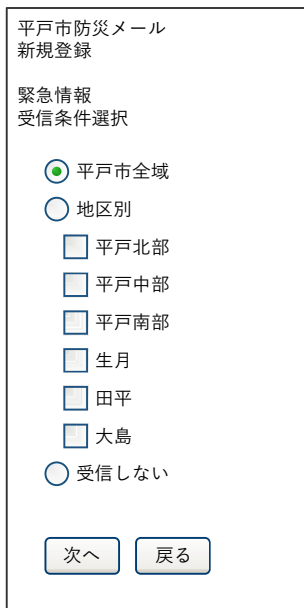 平戸市防災メール
新規登録
緊急情報
受信条件選択
平戸市全域
地区別
平戸北部
平戸中部
平戸南部
生月
田平
大島
受信しない
次へ 戻る